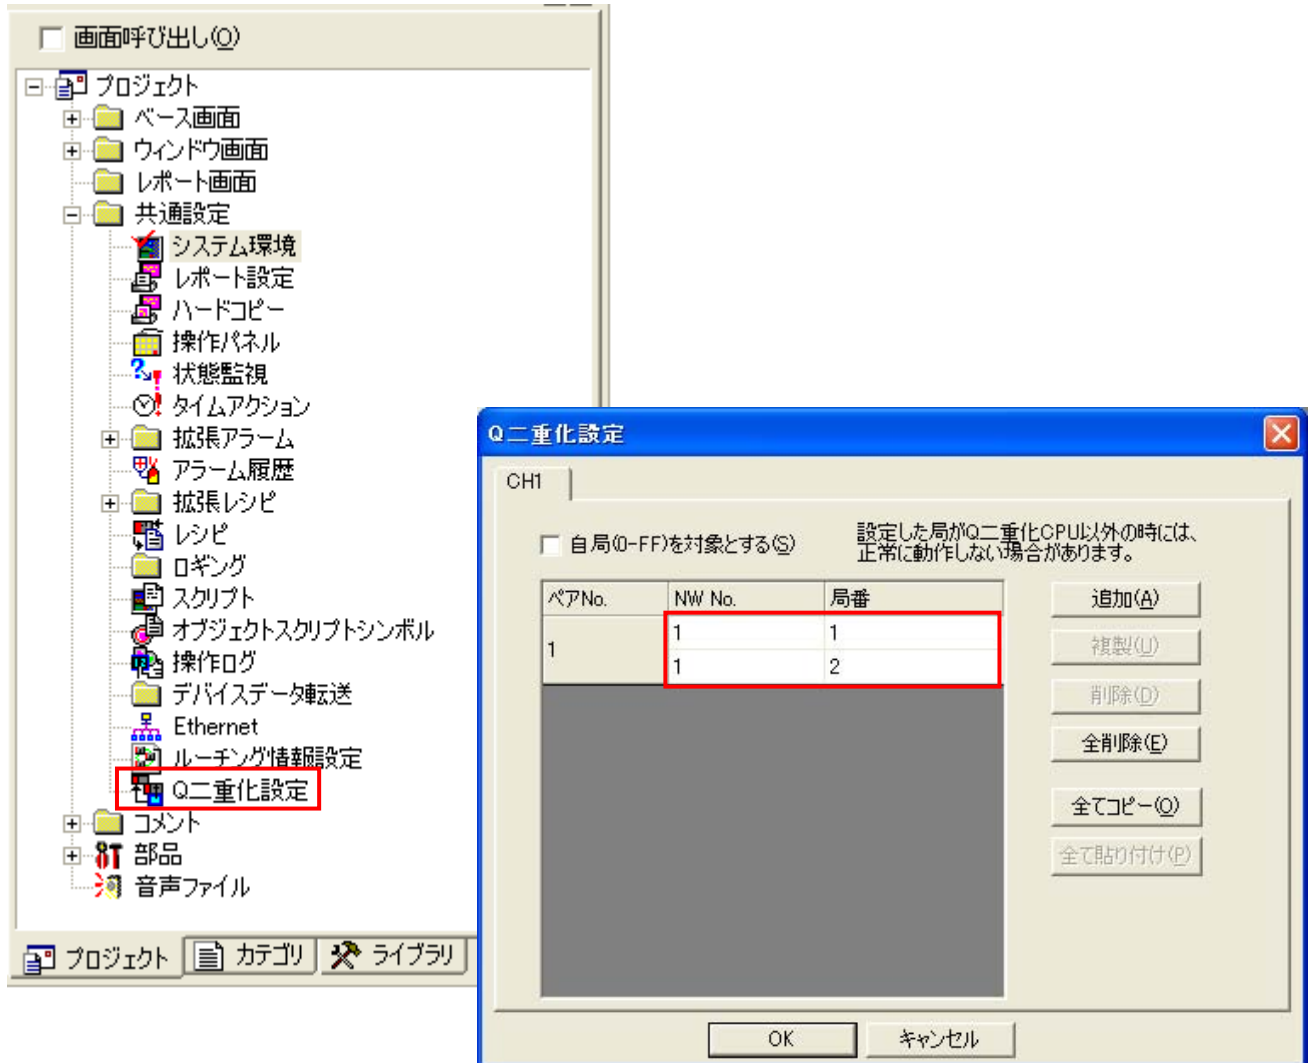 画面呼び出し(O)
プロジェクト
ベース画面
ウィンドウ画面
レポート画面
共通設定
システム環境
レポート設定
ハードコピー
操作パネル
状態監視
タイムアクション
拡張アラーム
アラーム履歴
拡張レシピ
レシピ
ロギング
スクリプト
オブジェクトスクリプトシンボル
操作ログ
デバイスデータ転送
Ethernet
ルーチング情報設定
Q二重化設定
コメント
部品
音声ファイル
プロジェクト カテゴリ ライブラリ
Q二重化設定
CH1
自局(0-FF)を対象とする(S)
設定した局がQ二重化CPU以外の時には、
正常に動作しない場合があります。
ペアNo. NW No. 局番
1 1 1
1 2
追加(A)
複製(U)
削除(D)
全削除(E)
全てコピー(O)
全て貼り付け(P)
OK キャンセル